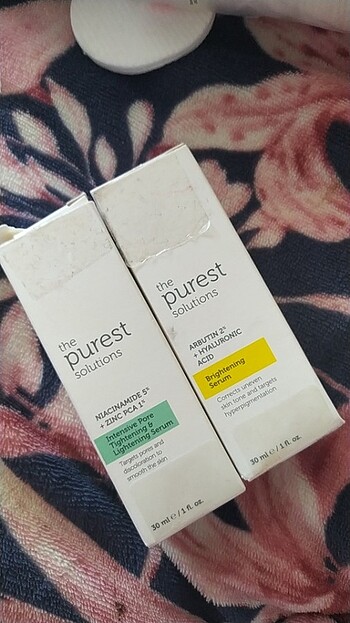 the
purest
solutions
NIACINAMIDE 5%
+ ZINC PCA 1%
Intensive Pore
Tightening &
Lightening Serum
Targets pores and
discoloration to
smooth the skin
30 ml ℮ / 1 fl. oz.
the
purest
solutions
ARBUTIN 2%
+ HYALURONIC
ACID
Brightening
Serum
Corrects uneven
skin tone and targets
hyperpigmentation
30 ml ℮ / 1 fl. oz.